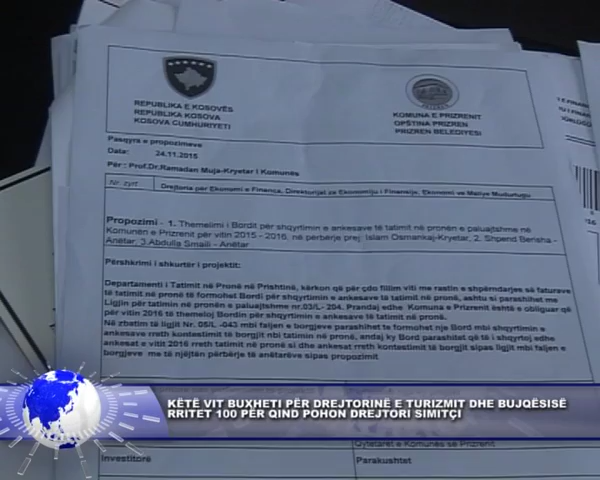 REPUBLIKA E KOSOVËS
REPUBLIKA KOSOVA
KOSOVA CUMHURIYETI
KOMUNA E PRIZRENIT
OPŠTINA PRIZREN
PRIZREN BELEDIYESI
Pasqyra e propozimeve
Data: 24.11.2015
Për : Prof.Dr.Ramadan Muja-Kryetar i Komunës
Nr. zyrt. Drejtoria për Ekonomi e Financa, Direktorijat za Ekonomiju i Finansije, Ekonomi ve Maliye Mudurlugu
Propozimi - 1. Themelimi i Bordit për shqyrtimin e ankesave të tatimit në pronën e paluajtshme në
Komunën e Prizrenit për vitin 2015 - 2016, në përbërje prej: Islam Osmankaj-Kryetar, 2. Shpend Berisha -
Anëtar, 3.Abdulla Smaili - Anëtar
Përshkrimi i shkurtër i projektit:
Departamenti i Tatimit në Pronë në Prishtinë, kërkon që për çdo fillim viti me rastin e shpërndarjes së faturave
të tatimit në pronë të formohet Bordi për shqyrtimin e ankesave të tatimit në pronë, ashtu si parashihet me
Ligjin për tatimin në pronën e paluajtshme nr.03/L- 204. Prandaj edhe Komuna e Prizrenit është e obliguar që
për vitin 2016 të themeloj Bordin për shqyrtimin e ankesave të tatimit në pronë.
Në zbatim të ligjit Nr. 05/L -043 mbi faljen e borgjeve parashihet te formohet nje Bord mbi shqyrtimin e
ankesave rreth kontestimit të borgjit nbi tatimin në pronë, andaj ky Bord parashitet që të i shqyrtoj edhe
ankesat e vitit 2016 rreth tatimit në pronë si dhe ankesat rreth kontestimit të borgjit sipas ligjit mbi faljen e
borgjeve me të njëjtën përbërje të anëtarëve sipas propozimit
KËTË VIT BUXHETI PËR DREJTORINË E TURIZMIT DHE BUJQËSISË
RRITET 100 PËR QIND POHON DREJTORI SIMITÇI
Qytetarët e Komunës së Prizrenit
Investitorë
Parakushtet